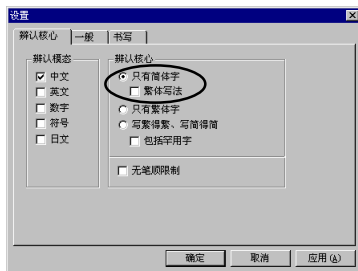 设置
辨认核心 一般 书写
辨认模态
中文
英文
数字
符号
日文
辨认核心
只有简体字
繁体写法
只有繁体字
写繁得繁、写简得简
包括罕用字
无笔顺限制
确定 取消 应用(A)